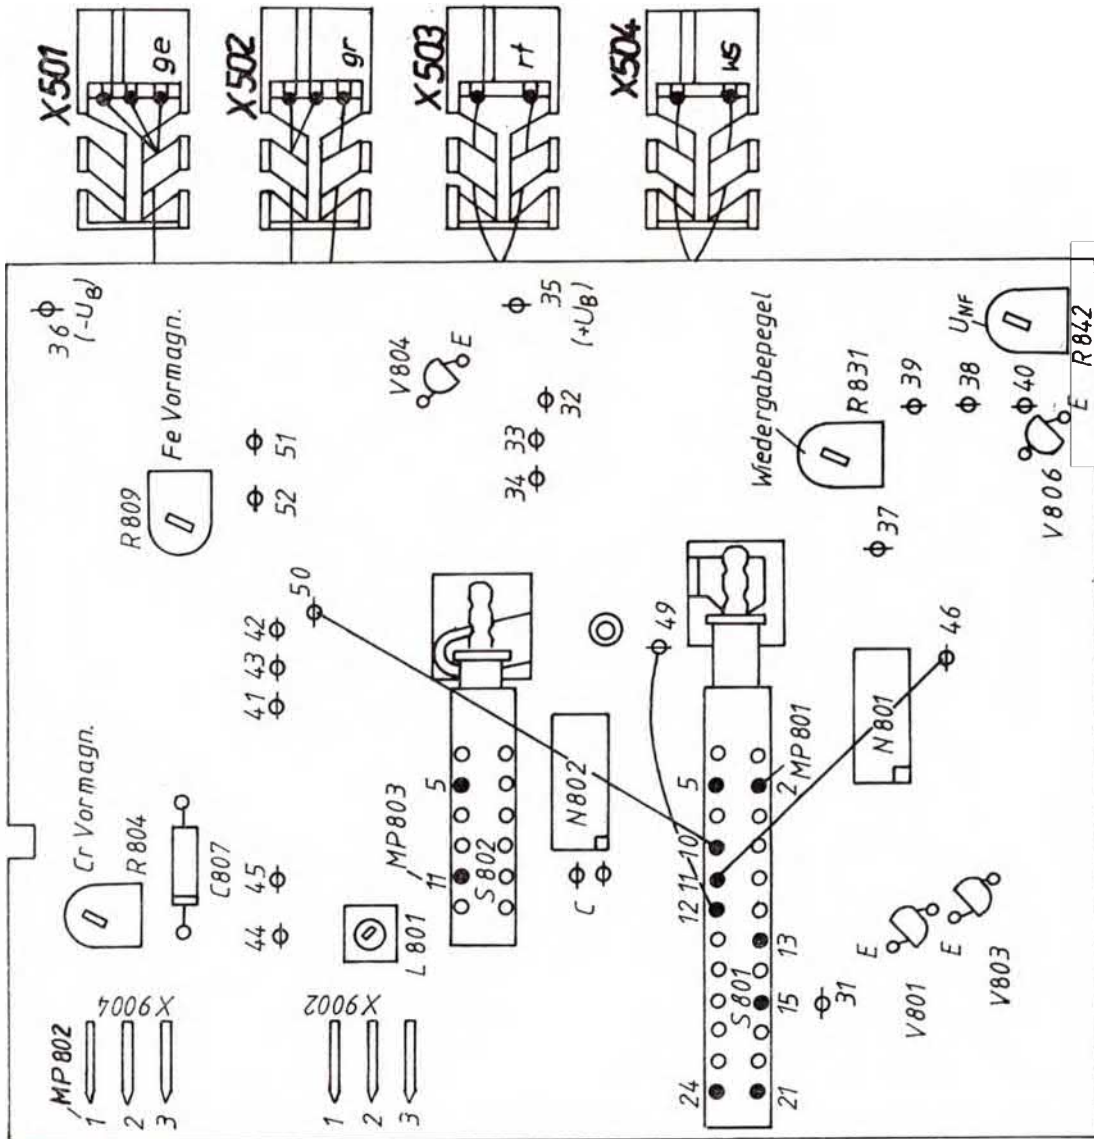 X501
ge
X502
gr
X503
rt
X504
ws
36
(-UB)
35
(+UB)
V804
E
32
33
34
Fe Vormagn.
R809
51
52
50
42
43
41
Cr Vormagn.
R804
C807
45
44
L801
MP803
5
11
S802
N802
C
49
UNF
R842
Wiedergabepegel
R831
39
38
40
E
V806
37
46
N801
MP801
5
2
10
11
12
13
S801
15
24
21
31
E
V801
E
V803
MP802
X9004
1
2
3
X9002
1
2
3